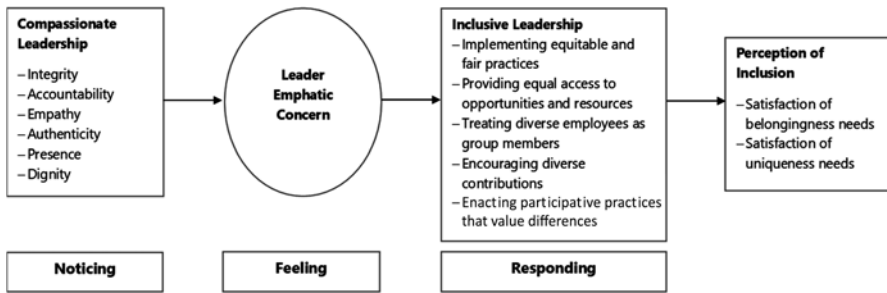 Compassionate
Leadership
–Integrity
–Accountability
–Empathy
–Authenticity
–Presence
–Dignity
Leader
Emphatic
Concern
Inclusive Leadership
–Implementing equitable and
fair practices
–Providing equal access to
opportunities and resources
–Treating diverse employees as
group members
–Encouraging diverse
contributions
–Enacting participative practices
that value differences
Perception of
Inclusion
–Satisfaction of
belongingness needs
–Satisfaction of
uniqueness needs
Noticing
Feeling
Responding